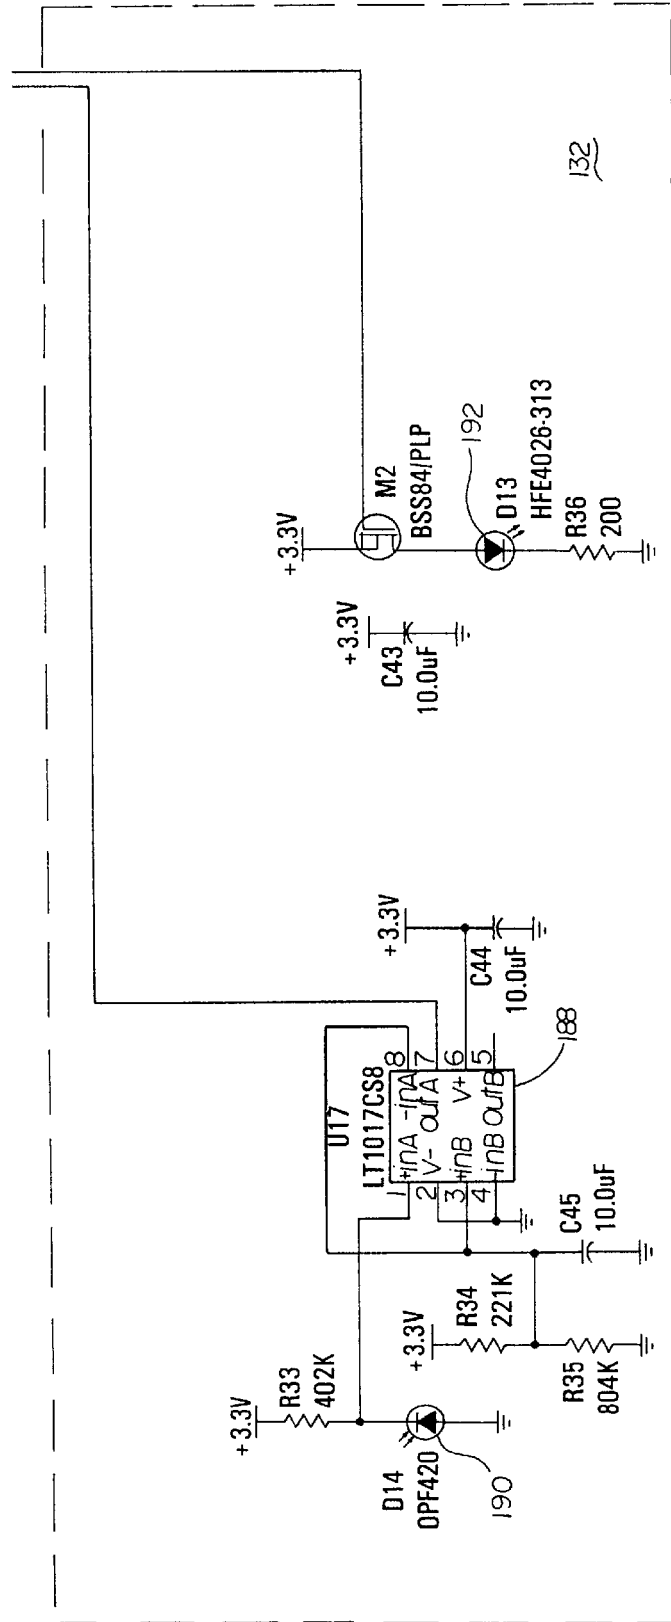 +3.3V
R33
402K
D14
OPF420
190
+3.3V
R34
221K
R35
804K
C45
10.0uF
U17
LT1017CS8
1 +InA -InA 8
2 V- outA 7
3 +InB V+ 6
4 -InB OutB 5
188
+3.3V
C44
10.0uF
+3.3V
C43
10.0uF
+3.3V
M2
BSS84/PLP
192
D13
HFE4026-313
R36
200
132